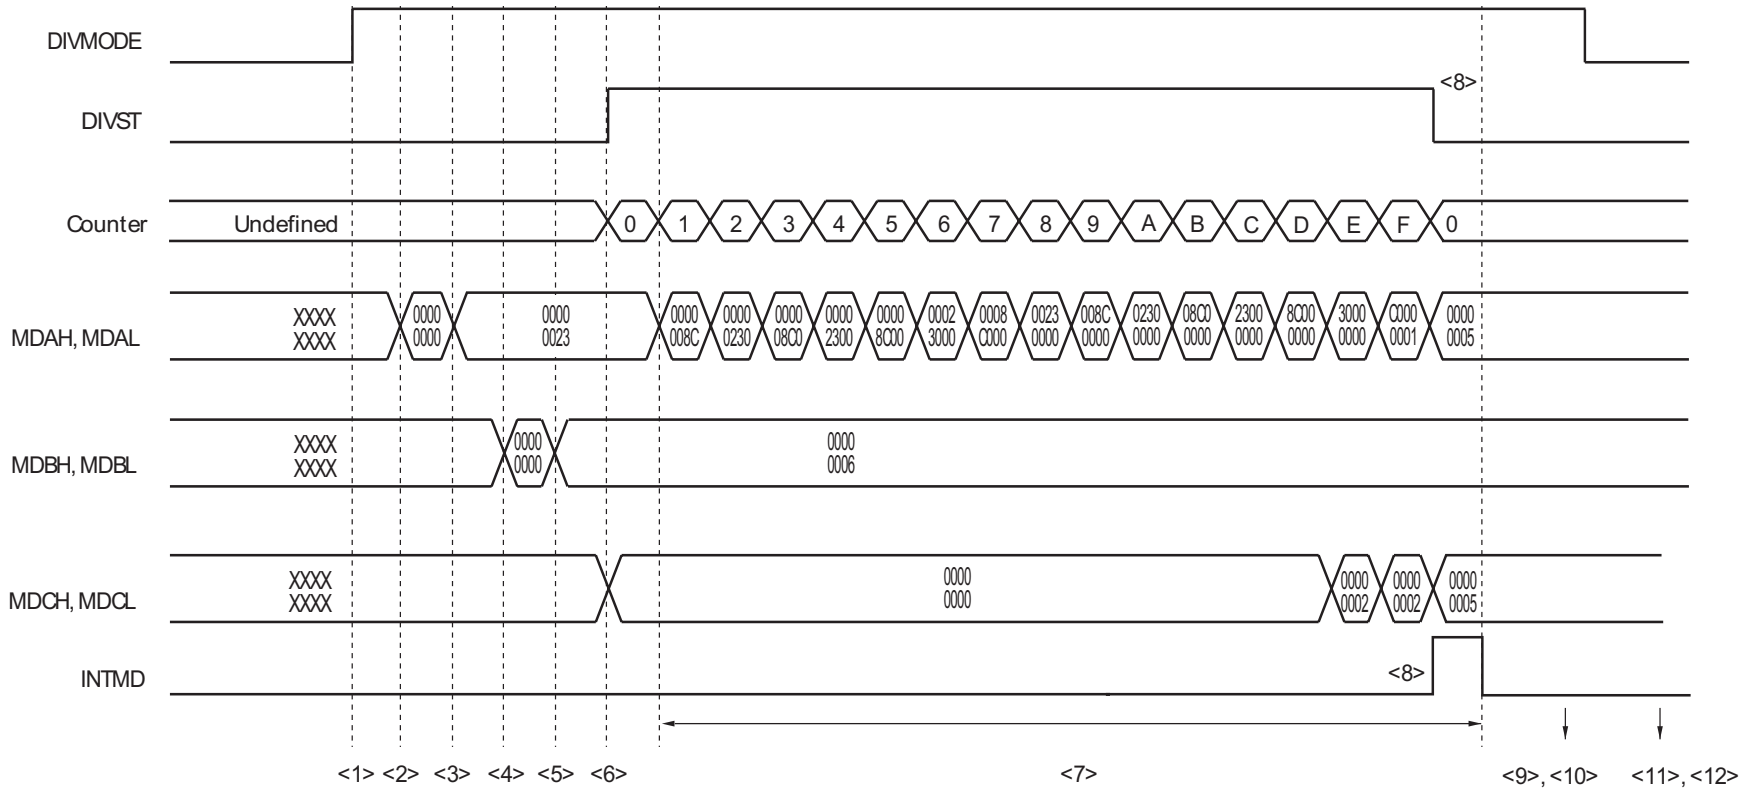 DIVMODE
<8>
DIVST
Counter
Undefined
0 1 2 3 4 5 6 7 8 9 A B C D E F 0
MDAH, MDAL
XXXX 0000 0000 0000 0000 0000 0000 0000 0002 0008 0023 008C 0230 08C0 2300 8C00 3000 C000 0000
XXXX 0000 0023 008C 0230 08C0 2300 8C00 3000 C000 0000 0000 0000 0000 0000 0000 0000 0001 0005
MDBH, MDBL
XXXX 0000 0000
XXXX 0000 0006
MDCH, MDCL
XXXX 0000 0000 0000 0000
XXXX 0000 0002 0002 0005
INTMD
<8>
<1> <2> <3> <4> <5> <6> <7> <9>, <10> <11>, <12>